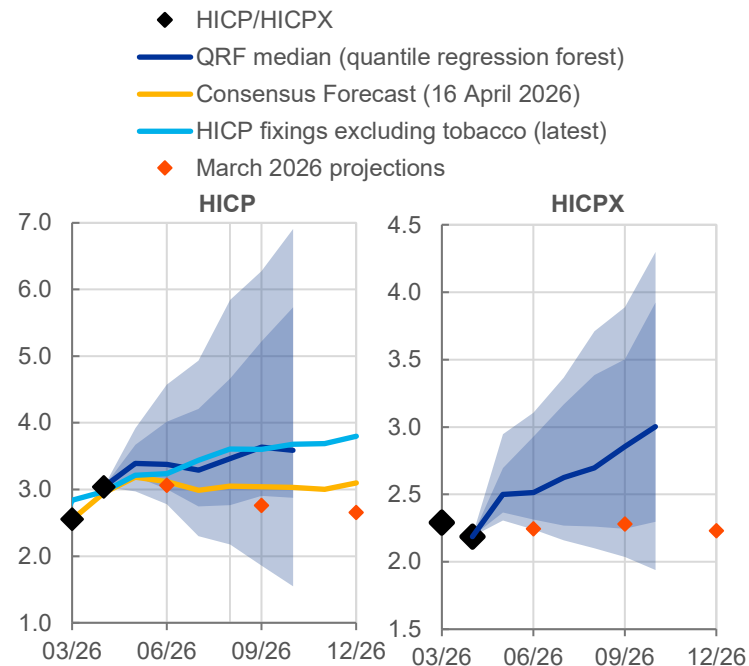 HICP/HICPX
QRF median (quantile regression forest)
Consensus Forecast (16 April 2026)
HICP fixings excluding tobacco (latest)
March 2026 projections
HICP
7.0
6.0
5.0
4.0
3.0
2.0
1.0
03/26 06/26 09/26 12/26
HICPX
4.5
4.0
3.5
3.0
2.5
2.0
1.5
03/26 06/26 09/26 12/26